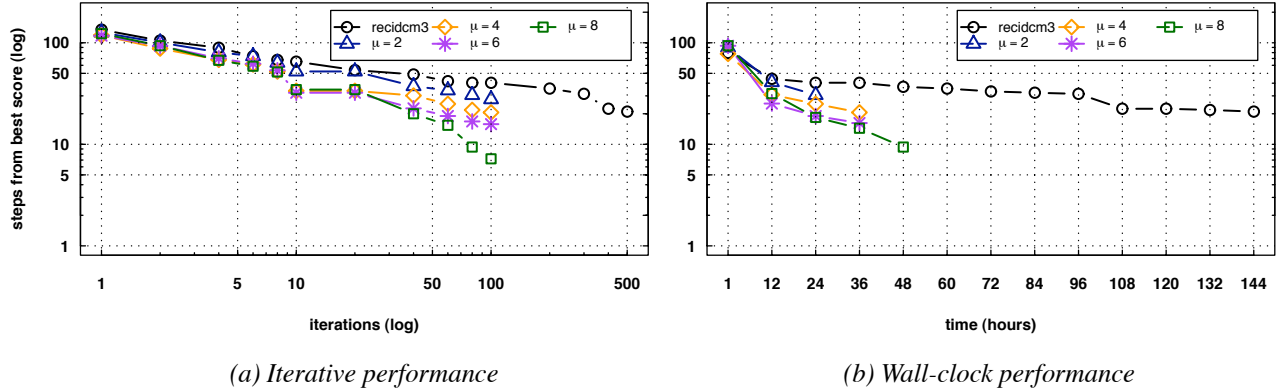 steps from best score (log)
100
50
10
5
1
recidcm3
μ = 2
μ = 4
μ = 6
μ = 8
1 5 10 50 100 500
iterations (log)
(a) Iterative performance
100
50
10
5
1
recidcm3
μ = 2
μ = 4
μ = 6
μ = 8
1 12 24 36 48 60 72 84 96 108 120 132 144
time (hours)
(b) Wall-clock performance